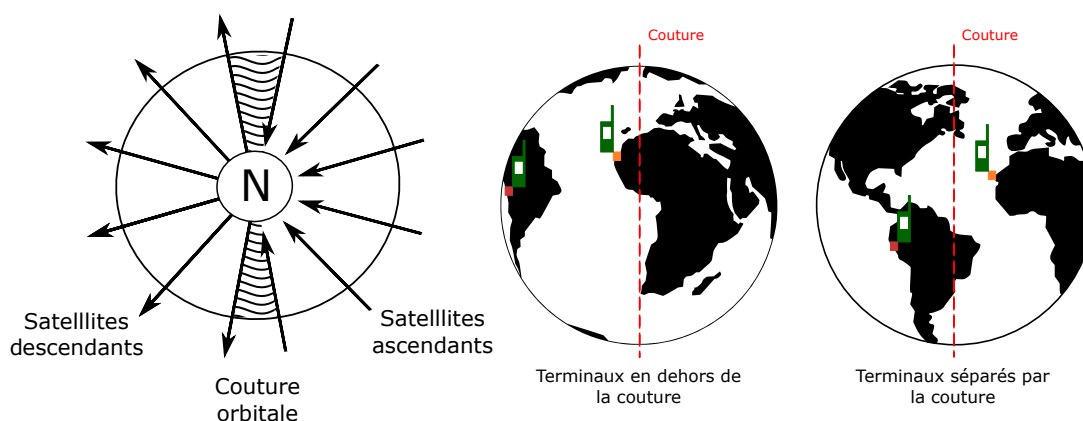 N
Satelllites
descendants
Satelllites
ascendants
Couture
orbitale
Couture
Terminaux en dehors de
la couture
Couture
Terminaux séparés par
la couture